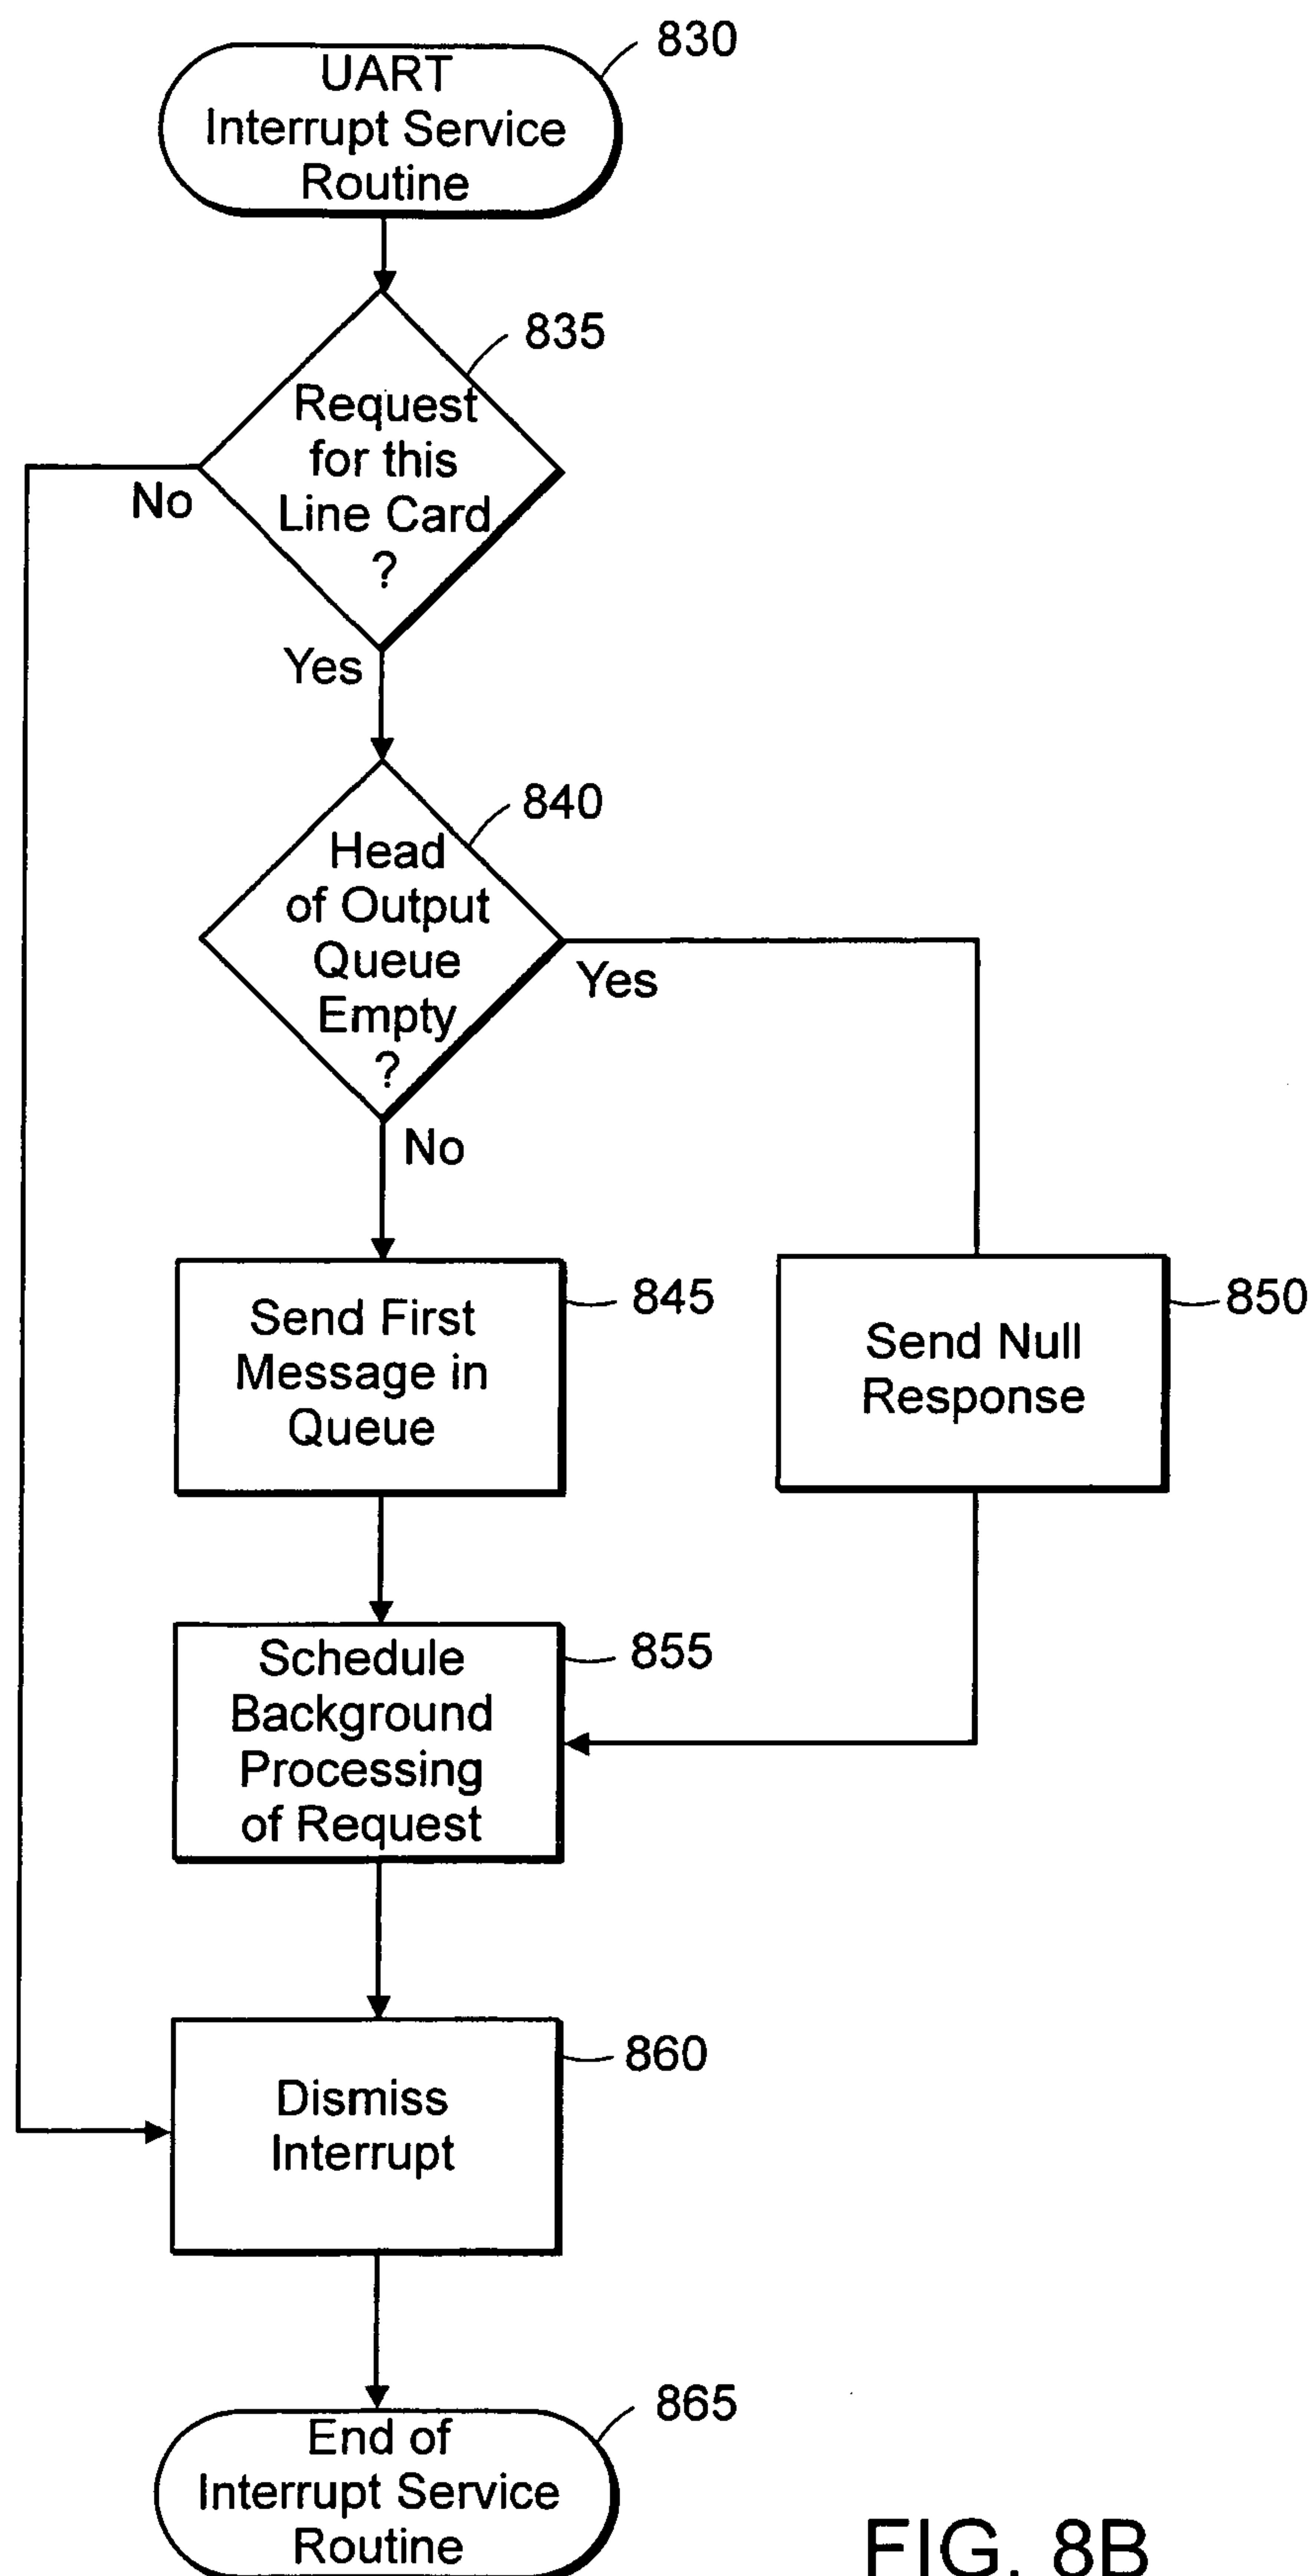 830
UART
Interrupt Service
Routine
835
Request
for this
Line Card
?
No
Yes
840
Head
of Output
Queue
Empty
?
Yes
No
Send First
Message in
Queue
845
Send Null
Response
850
Schedule
Background
Processing
of Request
855
Dismiss
Interrupt
860
865
End of
Interrupt Service
Routine
FIG. 8B